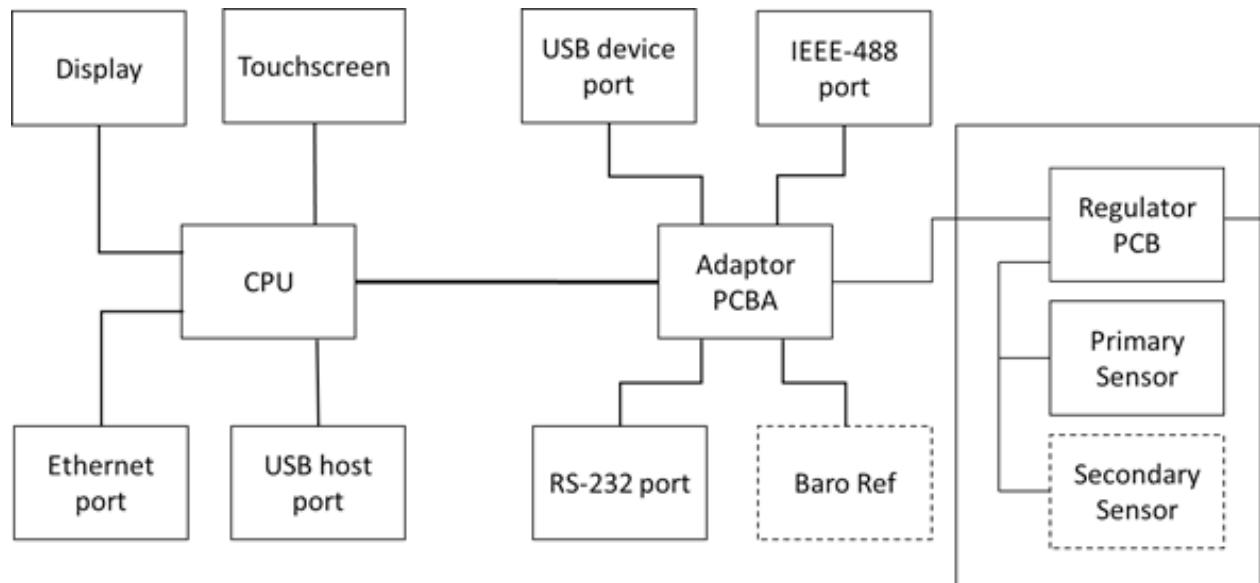 Display
Touchscreen
USB device
port
IEEE-488
port
Regulator
PCB
CPU
Adaptor
PCBA
Primary
Sensor
Ethernet
port
USB host
port
RS-232 port
Baro Ref
Secondary
Sensor